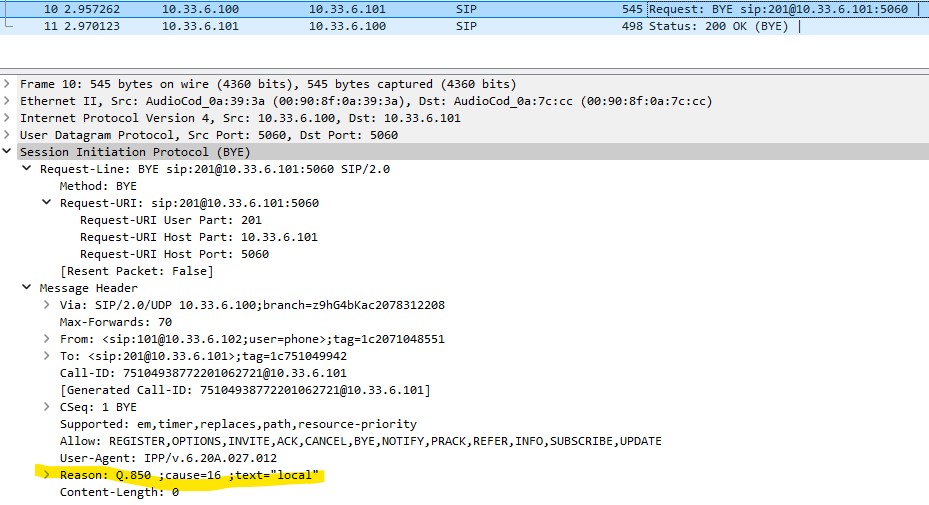 10 2.957262 10.33.6.100 10.33.6.101 SIP 545 Request: BYE sip:201@10.33.6.101:5060 |
11 2.970123 10.33.6.101 10.33.6.100 SIP 498 Status: 200 OK (BYE) |
Frame 10: 545 bytes on wire (4360 bits), 545 bytes captured (4360 bits)
Ethernet II, Src: AudioCod_0a:39:3a (00:90:8f:0a:39:3a), Dst: AudioCod_0a:7c:cc (00:90:8f:0a:7c:cc)
Internet Protocol Version 4, Src: 10.33.6.100, Dst: 10.33.6.101
User Datagram Protocol, Src Port: 5060, Dst Port: 5060
Session Initiation Protocol (BYE)
Request-Line: BYE sip:201@10.33.6.101:5060 SIP/2.0
Method: BYE
Request-URI: sip:201@10.33.6.101:5060
Request-URI User Part: 201
Request-URI Host Part: 10.33.6.101
Request-URI Host Port: 5060
[Resent Packet: False]
Message Header
Via: SIP/2.0/UDP 10.33.6.100;branch=z9hG4bKac2078312208
Max-Forwards: 70
From: <sip:101@10.33.6.102;user=phone>;tag=1c2071048551
To: <sip:201@10.33.6.101>;tag=1c751049942
Call-ID: 75104938772201062721@10.33.6.101
[Generated Call-ID: 75104938772201062721@10.33.6.101]
CSeq: 1 BYE
Supported: em,timer,replaces,path,resource-priority
Allow: REGISTER,OPTIONS,INVITE,ACK,CANCEL,BYE,NOTIFY,PRACK,REFER,INFO,SUBSCRIBE,UPDATE
User-Agent: IPP/v.6.20A.027.012
Reason: Q.850 ;cause=16 ;text="local"
Content-Length: 0